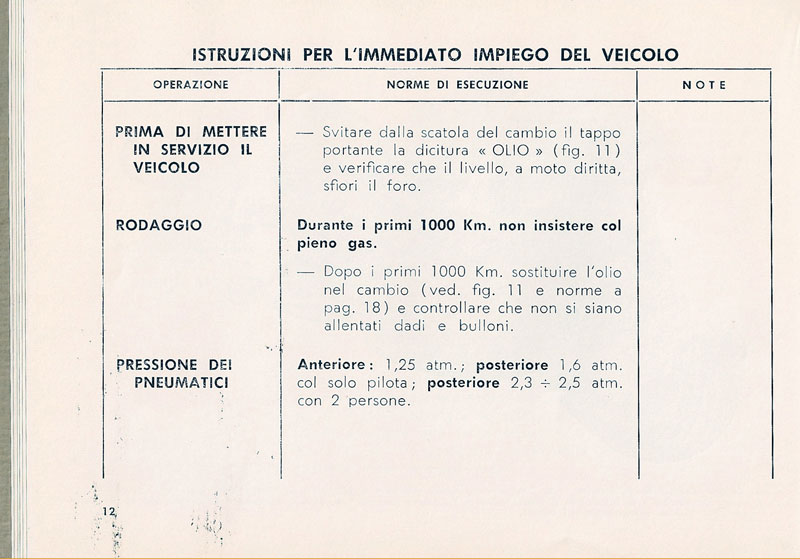 ISTRUZIONI PER L'IMMEDIATO IMPIEGO DEL VEICOLO
OPERAZIONE
NORME DI ESECUZIONE
NOTE
PRIMA DI METTERE
IN SERVIZIO IL
VEICOLO
— Svitare dalla scatola del cambio il tappo
portante la dicitura « OLIO » (fig. 11)
e verificare che il livello, a moto diritta,
sfiori il foro.
RODAGGIO
Durante i primi 1000 Km. non insistere col
pieno gas.
— Dopo i primi 1000 Km. sostituire l'olio
nel cambio (ved. fig. 11 e norme a
pag. 18) e controllare che non si siano
allentati dadi e bulloni.
PRESSIONE DEI
PNEUMATICI
Anteriore: 1,25 atm.; posteriore 1,6 atm.
col solo pilota; posteriore 2,3 ÷ 2,5 atm.
con 2 persone.
12